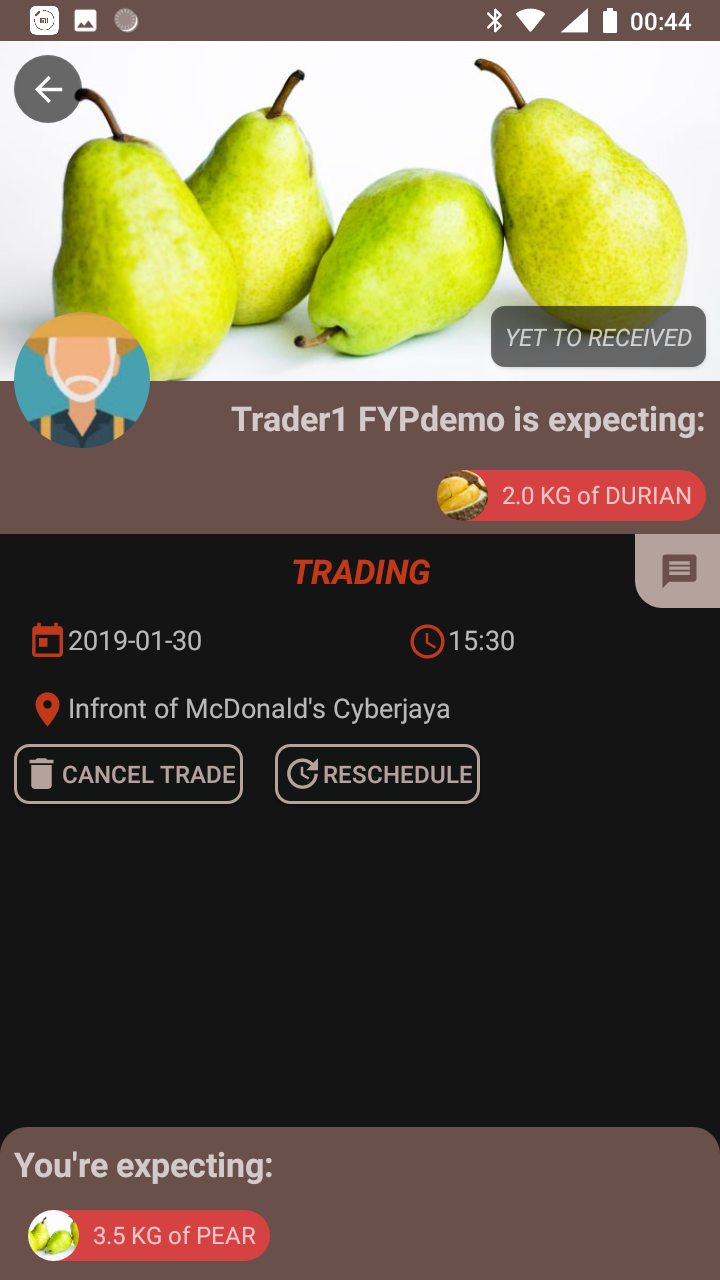 00:44
YET TO RECEIVED
Trader1 FYPdemo is expecting:
2.0 KG of DURIAN
TRADING
2019-01-30
15:30
Infront of McDonald's Cyberjaya
CANCEL TRADE
RESCHEDULE
You're expecting:
3.5 KG of PEAR